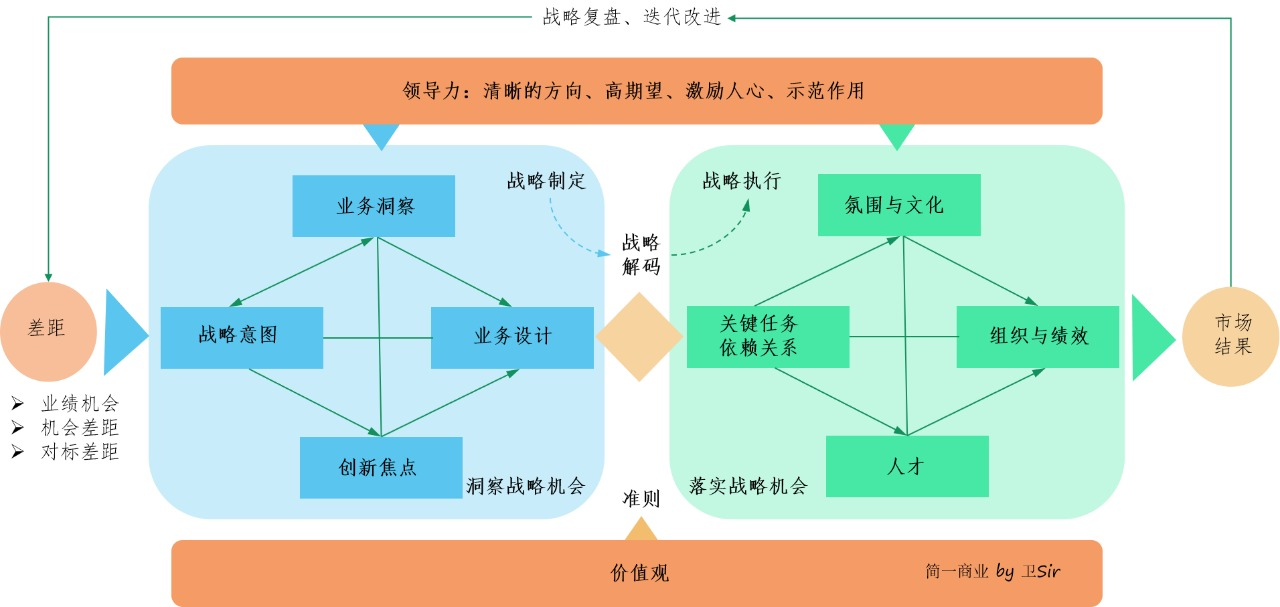 战略复盘、迭代改进
领导力：清晰的方向、高期望、激励人心、示范作用
战略制定
战略执行
业务洞察
氛围与文化
战略
解码
差距
战略意图
业务设计
关键任务
依赖关系
组织与绩效
市场
结果
业绩机会
机会差距
对标差距
创新焦点
人才
洞察战略机会
落实战略机会
准则
价值观
简一商业 by 卫Sir